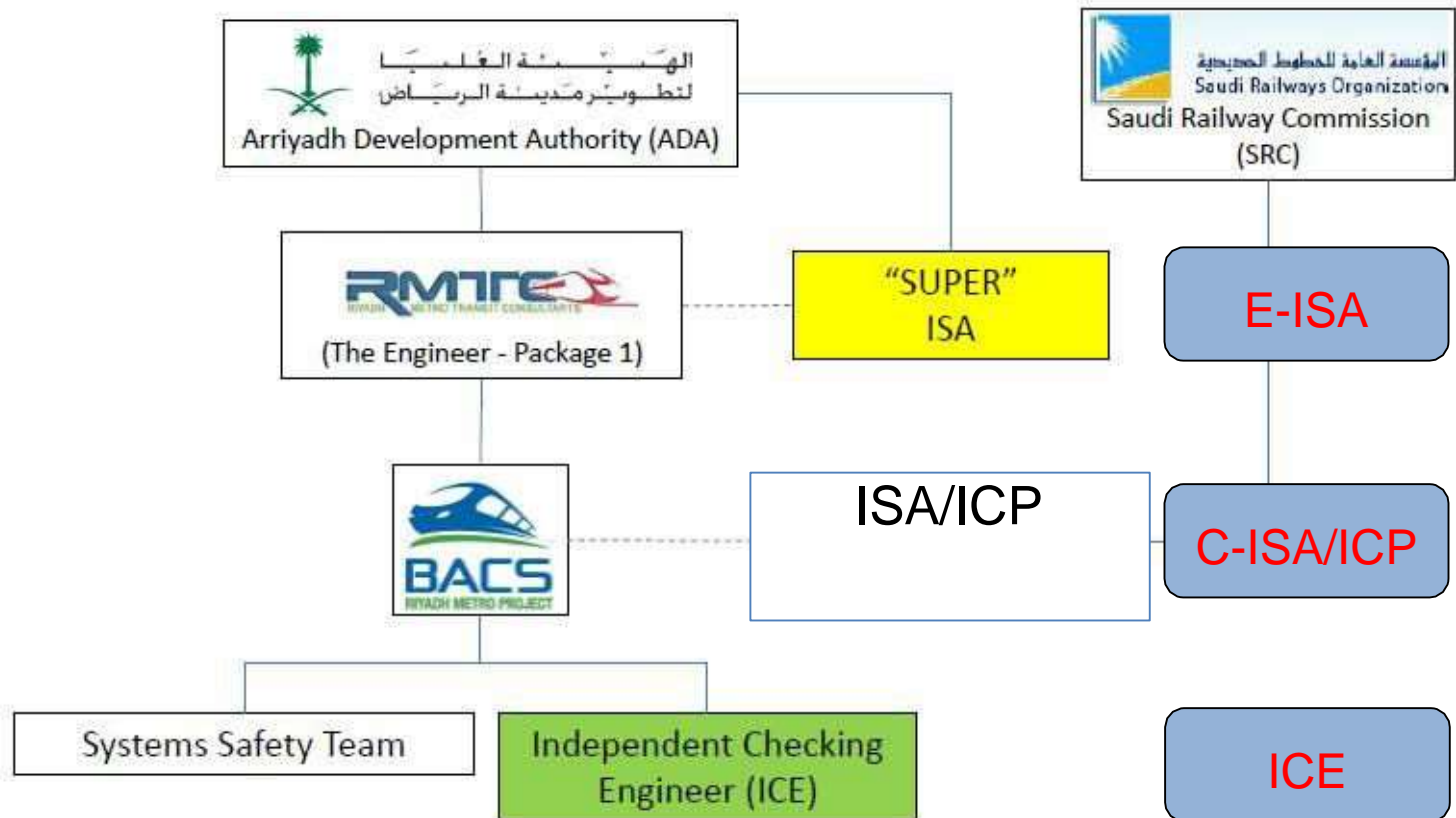 الهيئة العليا
لتطوير مدينة الرياض
Arriyadh Development Authority (ADA)
المؤسسة العامة للخطوط الحديدية
Saudi Railways Organization
Saudi Railway Commission
(SRC)
RMTC
RIYADH METRO TRANSIT CONSULTANTS
(The Engineer - Package 1)
“SUPER”
ISA
E-ISA
BACS
RIYADH METRO PROJECT
ISA/ICP
C-ISA/ICP
Systems Safety Team
Independent Checking
Engineer (ICE)
ICE